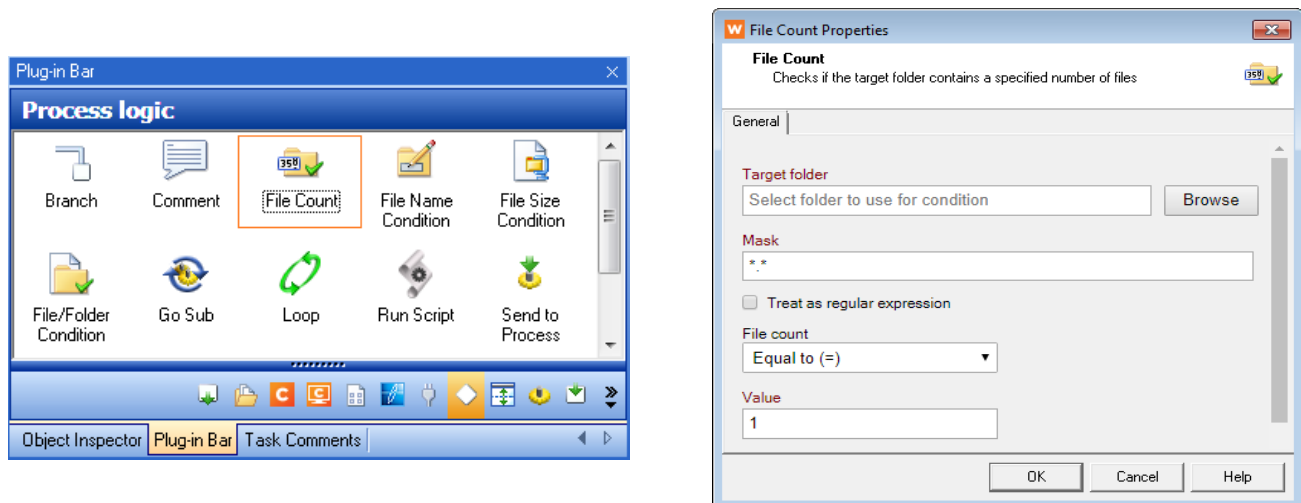 Plug-in Bar
Process logic
Branch
Comment
358
File Count
File Name
Condition
File Size
Condition
File/Folder
Condition
Go Sub
Loop
Run Script
Send to
Process
C
C
»
Object Inspector
Plug-in Bar
Task Comments
W
File Count Properties
File Count
Checks if the target folder contains a specified number of files
358
General
Target folder
Select folder to use for condition
Browse
Mask
*.*
Treat as regular expression
File count
Equal to (=)
Value
1
OK
Cancel
Help